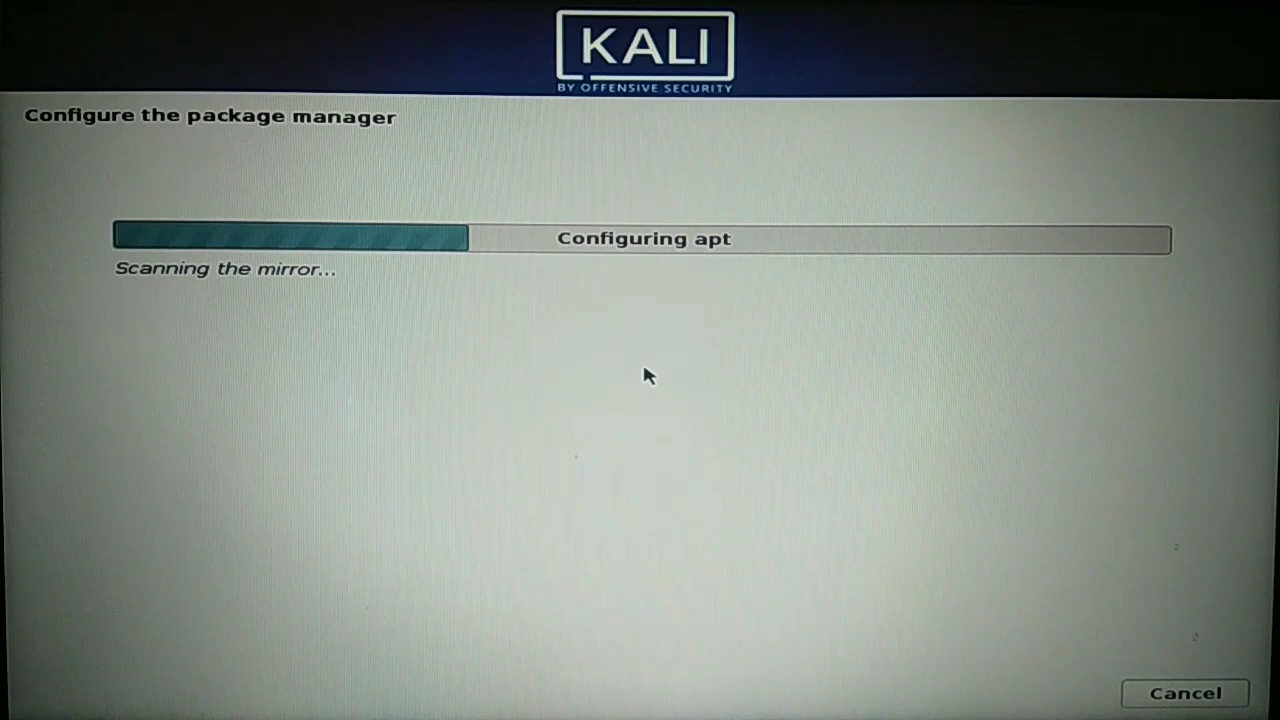 KALI
BY OFFENSIVE SECURITY
Configure the package manager
Configuring apt
Scanning the mirror...
Cancel